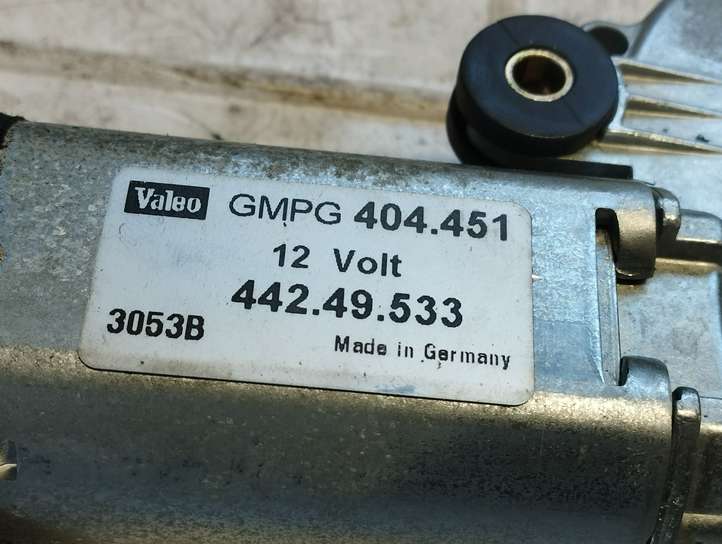 Valeo GMPG 404.451
12 Volt
442.49.533
3053B
Made in Germany